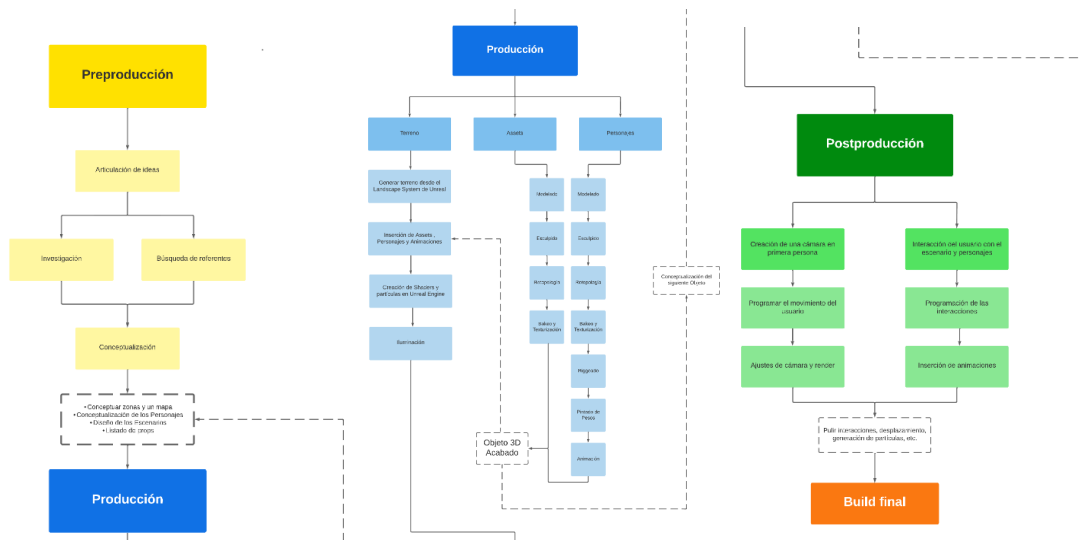 Preproducción
Articulación de ideas
Investigación
Búsqueda de referentes
Conceptualización
• Conceptuar zonas y un mapa
• Conceptualización de los Personajes
• Diseño de los Escenarios
• Listado de props
Producción
Producción
Terreno
Assets
Personajes
Generar terreno desde el
Landscape System de Unreal
Inserción de Assets ,
Personajes y Animaciones
Creación de Shaders y
partículas en Unreal Engine
Iluminación
Modelado
Esculpido
Retopología
Bakeo y
Texturización
Modelado
Esculpido
Retopología
Bakeo y
Texturización
Riggeado
Pintado de
Pesos
Animación
Objeto 3D
Acabado
Conceptualización del
siguiente Objeto
Postproducción
Creación de una cámara en
primera persona
Interacción del usuario con el
escenario y personajes
Programar el movimiento del
usuario
Programación de las
interacciones
Ajustes de cámara y render
Inserción de animaciones
Pulir interacciones, desplazamiento,
generación de partículas, etc.
Build final